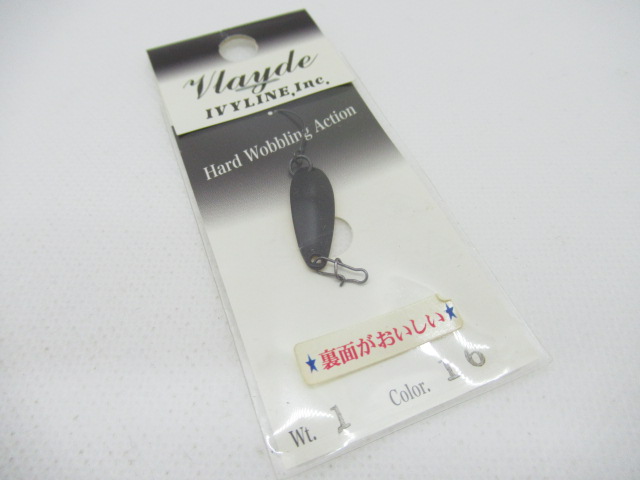 Vlayde
IVYLINE,Inc.
Hard Wobbling Action
★裏面がおいしい★
Wt. 1 Color. 16